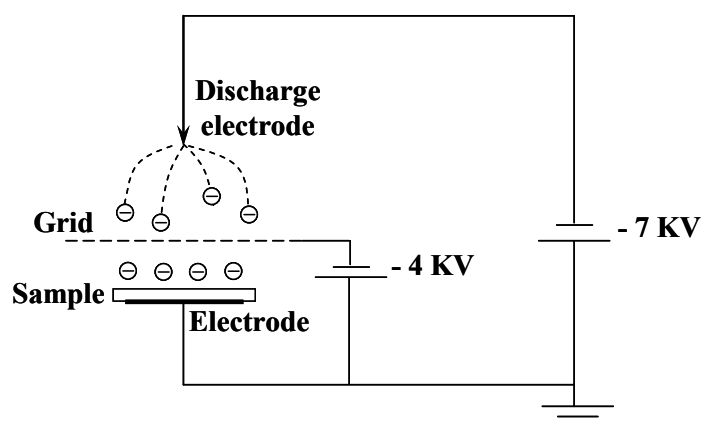 Discharge
electrode
Grid
- 7 KV
- 4 KV
Sample
Electrode